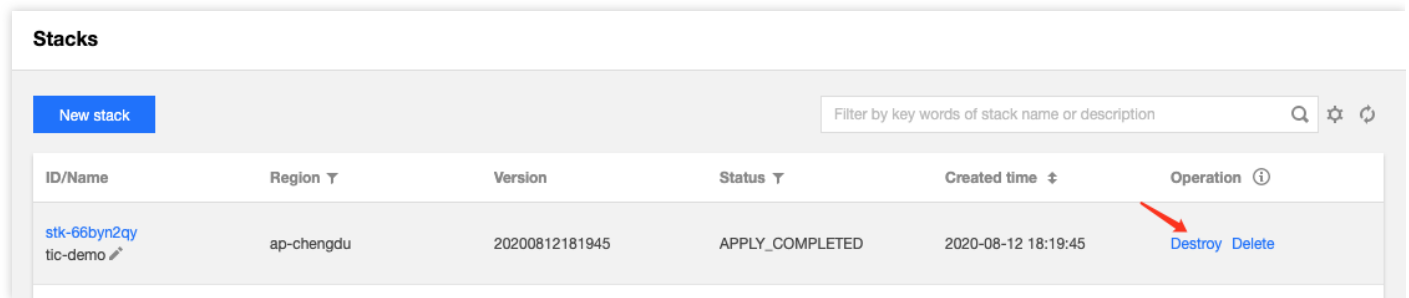 Stacks
New stack
Filter by key words of stack name or description
ID/Name Region Version Status Created time Operation
stk-66byn2qy
tic-demo ap-chengdu 20200812181945 APPLY_COMPLETED 2020-08-12 18:19:45 Destroy Delete